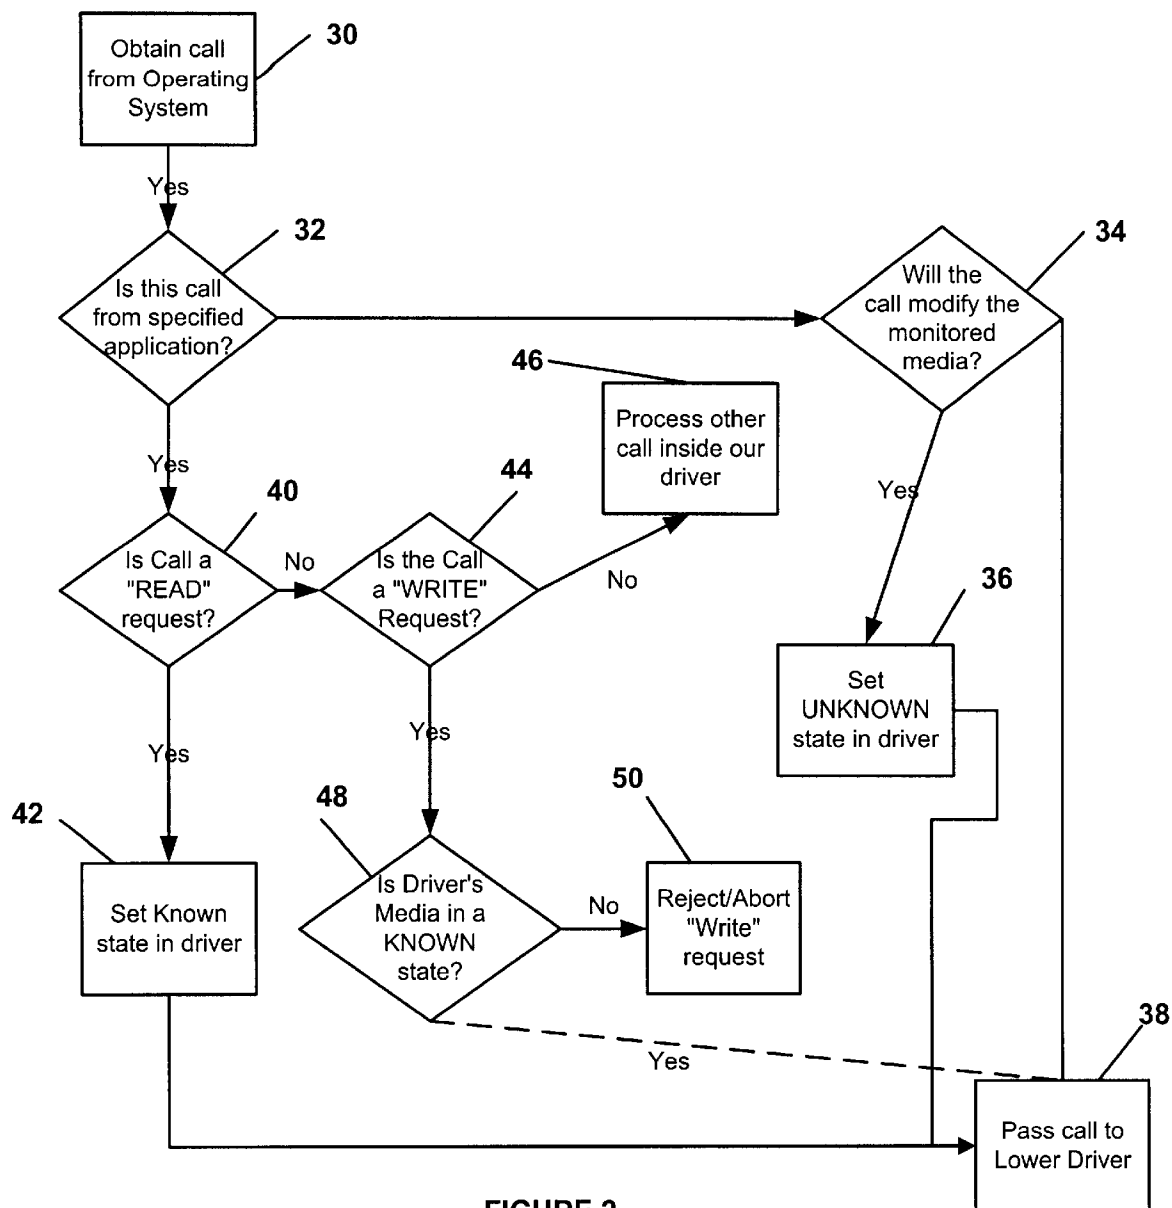 30
Obtain call
from Operating
System
Yes
32
Is this call
from specified
application?
34
Will the
call modify the
monitored
media?
46
Process other
call inside our
driver
Yes
40
Is Call a
"READ"
request?
No
44
Is the Call
a "WRITE"
Request?
No
Yes
36
Set
UNKNOWN
state in driver
Yes
Yes
42
Set Known
state in driver
48
Is Driver's
Media in a
KNOWN
state?
No
50
Reject/Abort
"Write"
request
Yes
38
Pass call to
Lower Driver